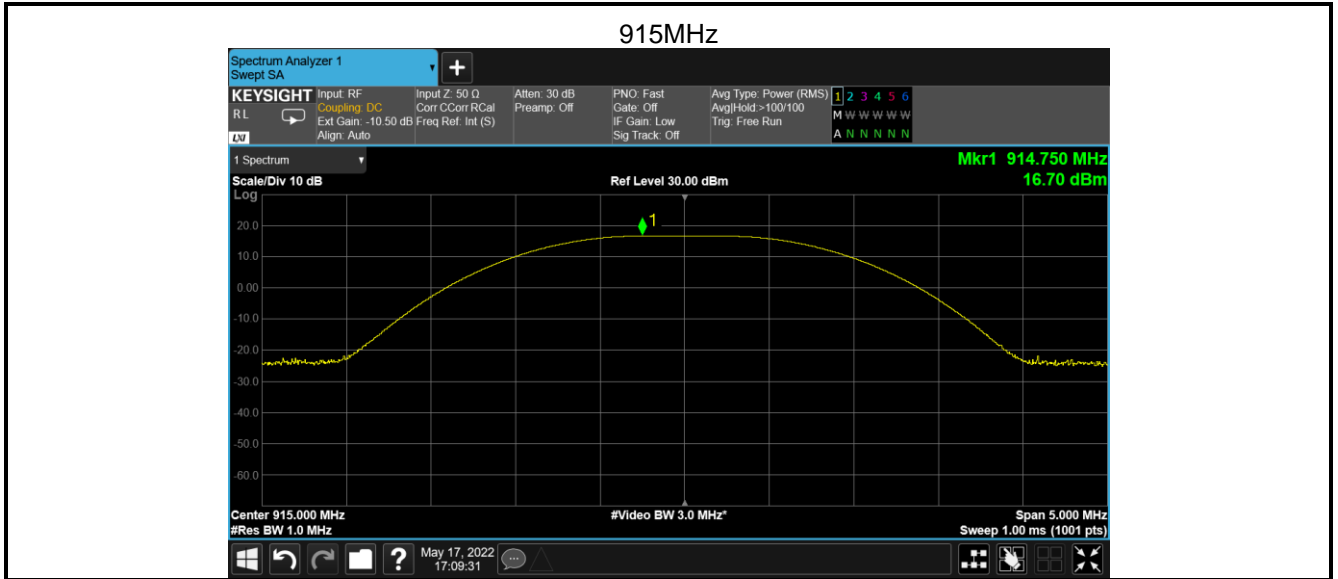 915MHz
Spectrum Analyzer 1
Swept SA
KEYSIGHT
RL
LXI
Input: RF
Coupling: DC
Ext Gain: -10.50 dB
Align: Auto
Input Z: 50 Ω
Corr CCorr RCal
Freq Ref: Int (S)
Atten: 30 dB
Preamp: Off
PNO: Fast
Gate: Off
IF Gain: Low
Sig Track: Off
Avg Type: Power (RMS)
Avg|Hold:>100/100
Trig: Free Run
1 2 3 4 5 6
M W W W W W
A N N N N N
1 Spectrum
Mkr1 914.750 MHz
Scale/Div 10 dB
Ref Level 30.00 dBm
16.70 dBm
Log
1
20.0
10.0
0.00
-10.0
-20.0
-30.0
-40.0
-50.0
-60.0
Center 915.000 MHz
#Video BW 3.0 MHz*
Span 5.000 MHz
#Res BW 1.0 MHz
Sweep 1.00 ms (1001 pts)
?
May 17, 2022
17:09:31